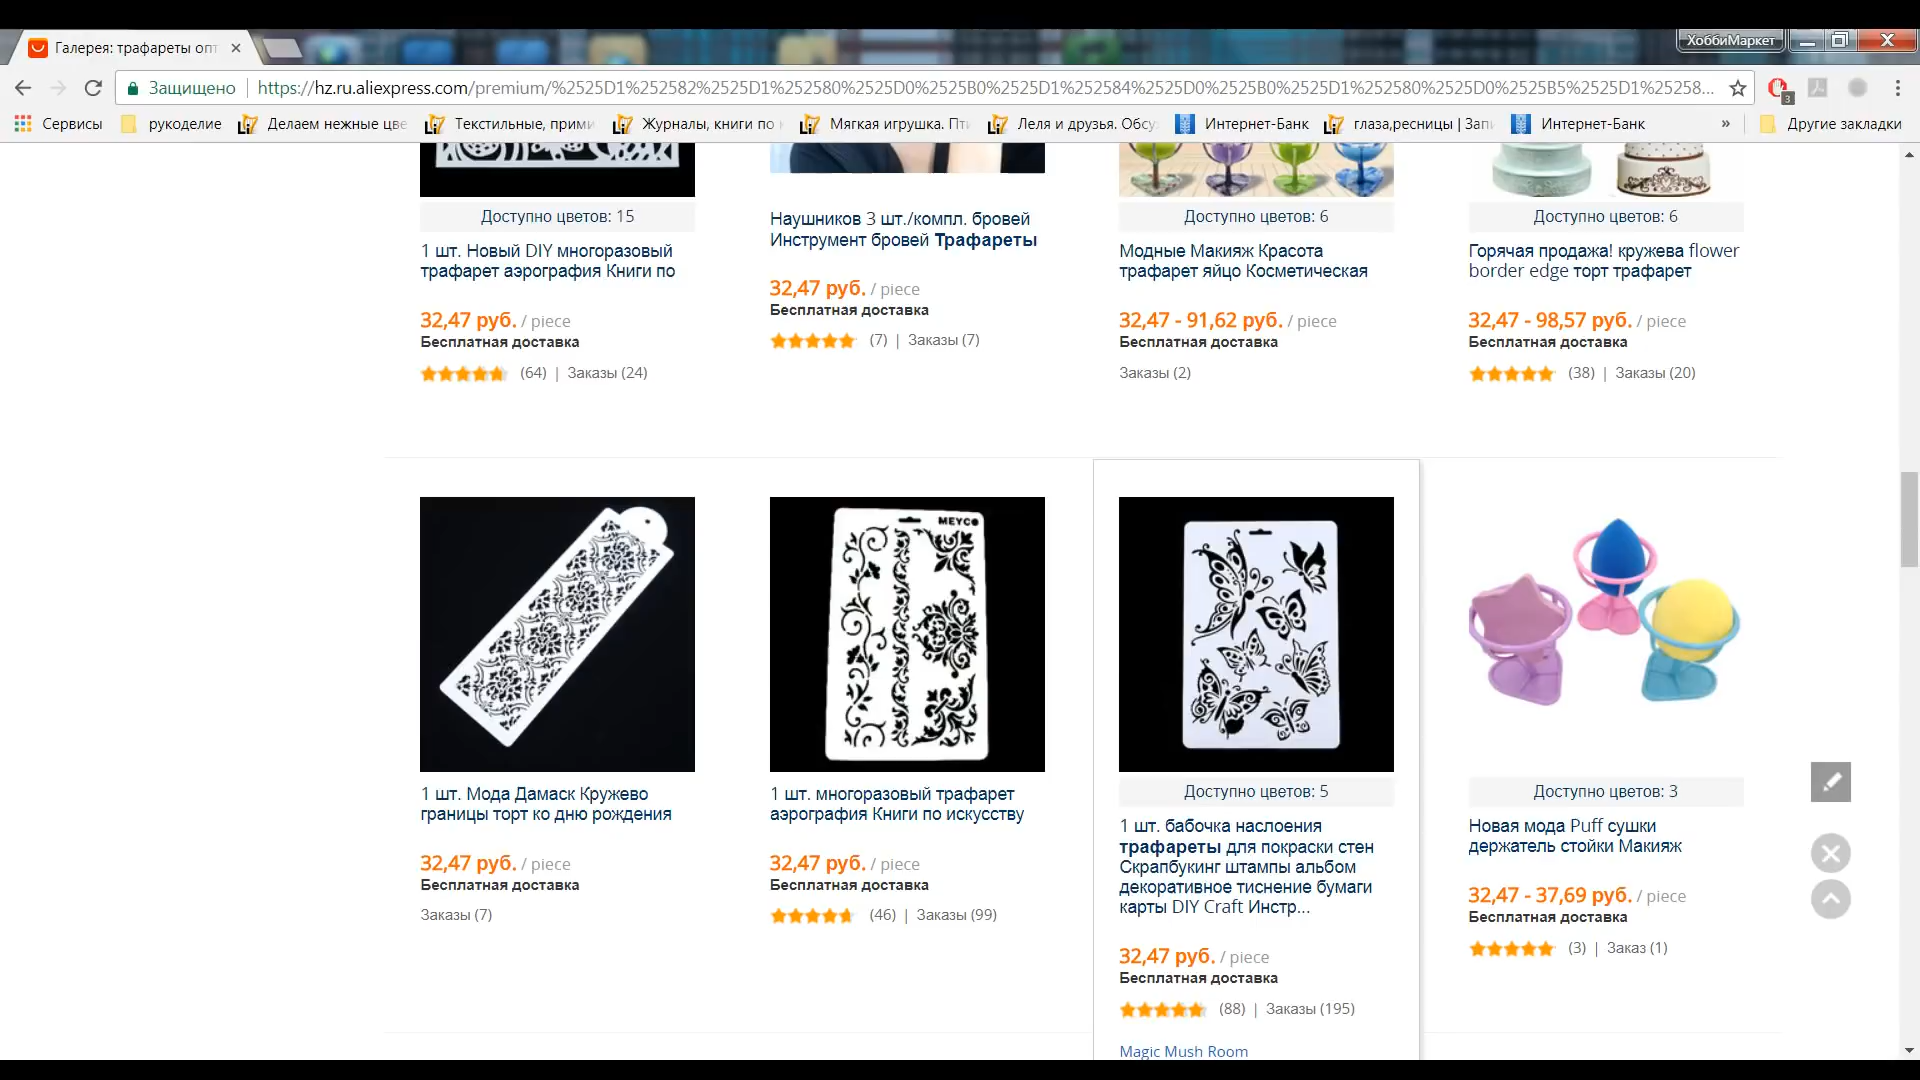 Галерея: трафареты опт
ХоббиМаркет
Защищено
https://hz.ru.aliexpress.com/premium/%2525D1%252582%2525D1%252580%2525D0%2525B0%2525D1%252584%2525D0%2525B0%2525D1%252580%2525D0%2525B5%2525D1%25258...
3
Сервисы
рукоделие
Делаем нежные цве
Текстильные, прими
Журналы, книги по
Мягкая игрушка. Пти
Леля и друзья. Обсу
Интернет-Банк
глаза,ресницы | Запи
Интернет-Банк
»
Другие закладки
Доступно цветов: 15
1 шт. Новый DIY многоразовый
трафарет аэрография Книги по
32,47 руб. / piece
Бесплатная доставка
(64) | Заказы (24)
Наушников 3 шт./компл. бровей
Инструмент бровей Трафареты
32,47 руб. / piece
Бесплатная доставка
(7) | Заказы (7)
Доступно цветов: 6
Модные Макияж Красота
трафарет яйцо Косметическая
32,47 - 91,62 руб. / piece
Бесплатная доставка
Заказы (2)
Доступно цветов: 6
Горячая продажа! кружева flower
border edge торт трафарет
32,47 - 98,57 руб. / piece
Бесплатная доставка
(38) | Заказы (20)
1 шт. Мода Дамаск Кружево
границы торт ко дню рождения
32,47 руб. / piece
Бесплатная доставка
Заказы (7)
MEYCO
1 шт. многоразовый трафарет
аэрография Книги по искусству
32,47 руб. / piece
Бесплатная доставка
(46) | Заказы (99)
Доступно цветов: 5
1 шт. бабочка наслоения
трафареты для покраски стен
Скрапбукинг штампы альбом
декоративное тиснение бумаги
карты DIY Craft Инстр...
32,47 руб. / piece
Бесплатная доставка
(88) | Заказы (195)
Magic Mush Room
Доступно цветов: 3
Новая мода Puff сушки
держатель стойки Макияж
32,47 - 37,69 руб. / piece
Бесплатная доставка
(3) | Заказ (1)